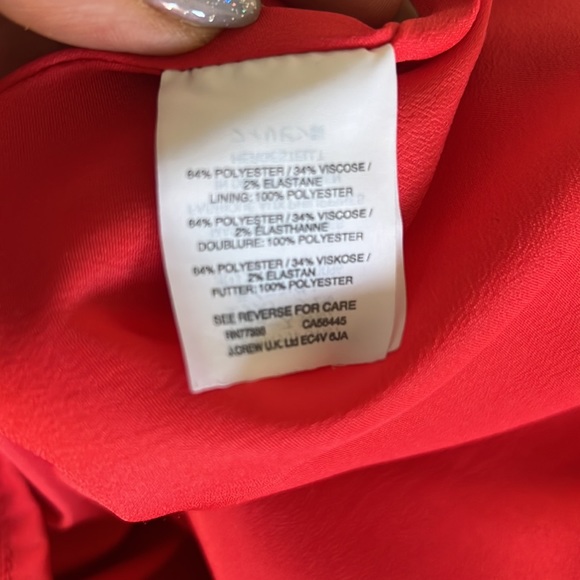 64% POLYESTER / 34% VISCOSE /
2% ELASTANE
LINING: 100% POLYESTER
64% POLYESTER / 34% VISCOSE /
2% ELASTHANNE
DOUBLURE: 100% POLYESTER
64% POLYESTER / 34% VISKOSE /
2% ELASTAN
FUTTER: 100% POLYESTER
SEE REVERSE FOR CARE
CA56445
J.CREW U.K. Ltd EC4V 6JA